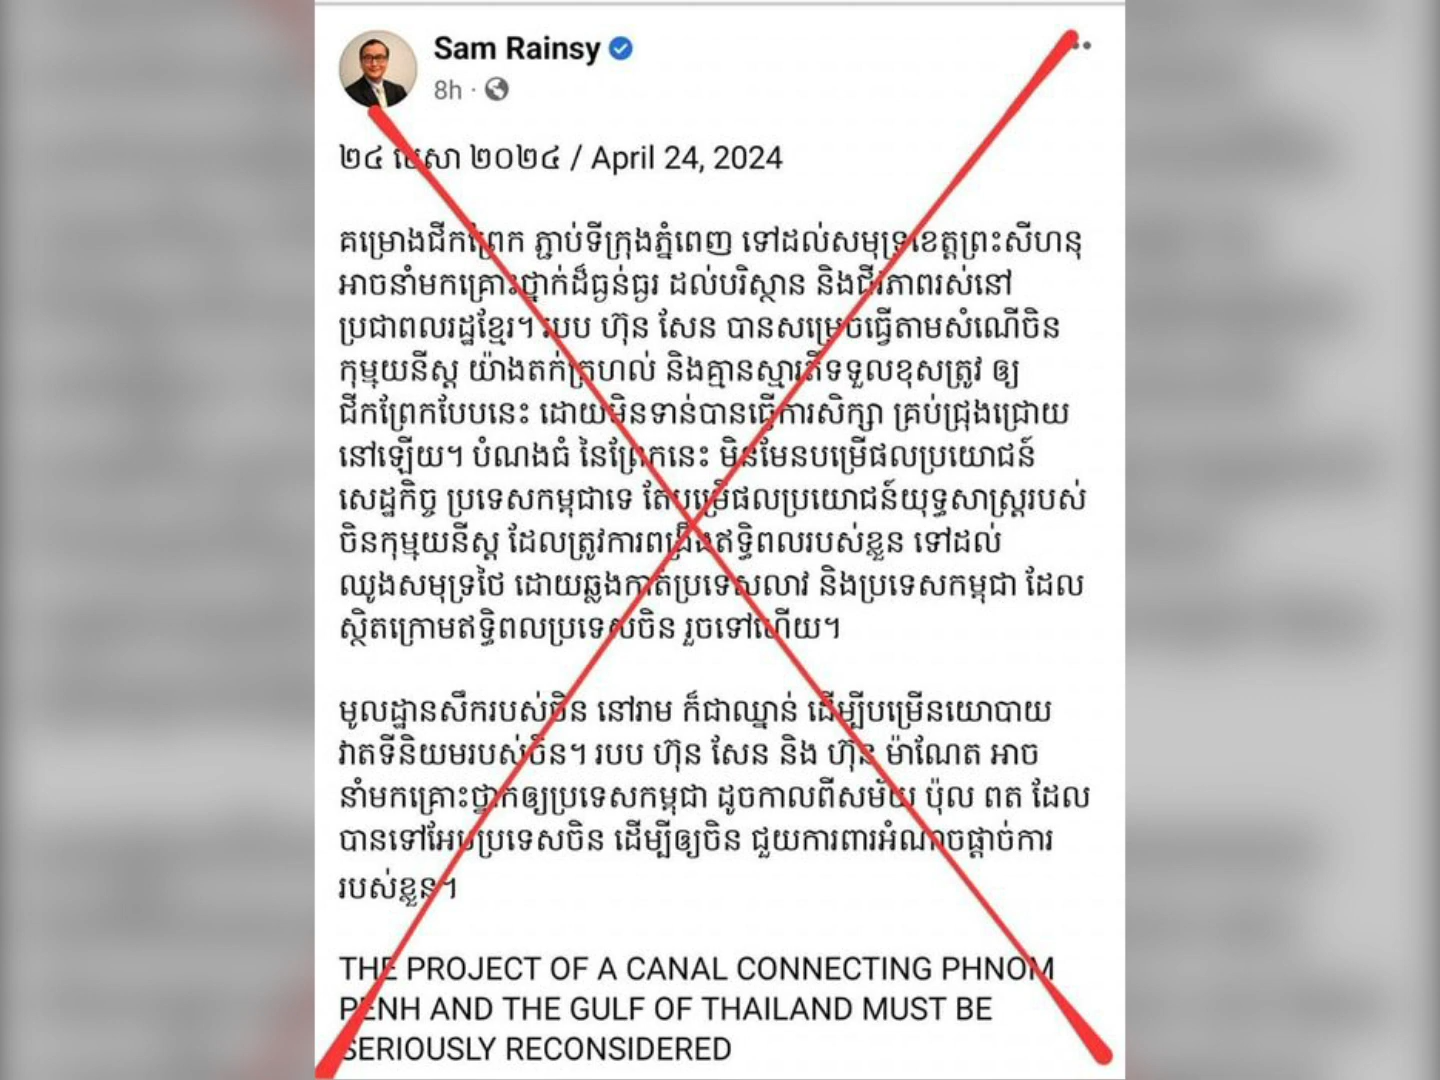 Sam Rainsy
8h ·
២៤ មេសា ២០២៤ / April 24, 2024
គម្រោងជីកព្រែក ភ្ជាប់ទីក្រុងភ្នំពេញ ទៅដល់សមុទ្រខេត្តព្រះសីហនុ
អាចនាំមកគ្រោះថ្នាក់ដ៏ធ្ងន់ធ្ងរ ដល់បរិស្ថាន និងជីវភាពរស់នៅ
ប្រជាពលរដ្ឋខ្មែរ។ របប ហ៊ុន សែន បានសម្រេចធ្វើតាមសំណើចិន
កុម្មុយនីស្ត យ៉ាងតក់ក្រហល់ និងគ្មានស្មារតីទទួលខុសត្រូវ ឲ្យ
ជីកព្រែកបែបនេះ ដោយមិនទាន់បានធ្វើការសិក្សា គ្រប់ជ្រុងជ្រោយ
នៅឡើយ។ បំណងធំ នៃព្រែកនេះ មិនមែនបម្រើផលប្រយោជន៍
សេដ្ឋកិច្ច ប្រទេសកម្ពុជាទេ តែបម្រើផលប្រយោជន៍យុទ្ធសាស្ត្ររបស់
ចិនកុម្មុយនីស្ត ដែលត្រូវការពង្រឹងឥទ្ធិពលរបស់ខ្លួន ទៅដល់
ឈូងសមុទ្រថៃ ដោយឆ្លងកាត់ប្រទេសលាវ និងប្រទេសកម្ពុជា ដែល
ស្ថិតក្រោមឥទ្ធិពលប្រទេសចិន រួចទៅហើយ។
មូលដ្ឋានសឹករបស់ចិន នៅរាម ក៏ជាឈ្នាន់ ដើម្បីបម្រើនយោបាយ
វាតទីនិយមរបស់ចិន។ របប ហ៊ុន សែន និង ហ៊ុន ម៉ាណែត អាច
នាំមកគ្រោះថ្នាក់ឲ្យប្រទេសកម្ពុជា ដូចកាលពីសម័យ ប៉ុល ពត ដែល
បានទៅអែបប្រទេសចិន ដើម្បីឲ្យចិន ជួយការពារអំណាចផ្តាច់ការ
របស់ខ្លួន។
THE PROJECT OF A CANAL CONNECTING PHNOM
PENH AND THE GULF OF THAILAND MUST BE
SERIOUSLY RECONSIDERED